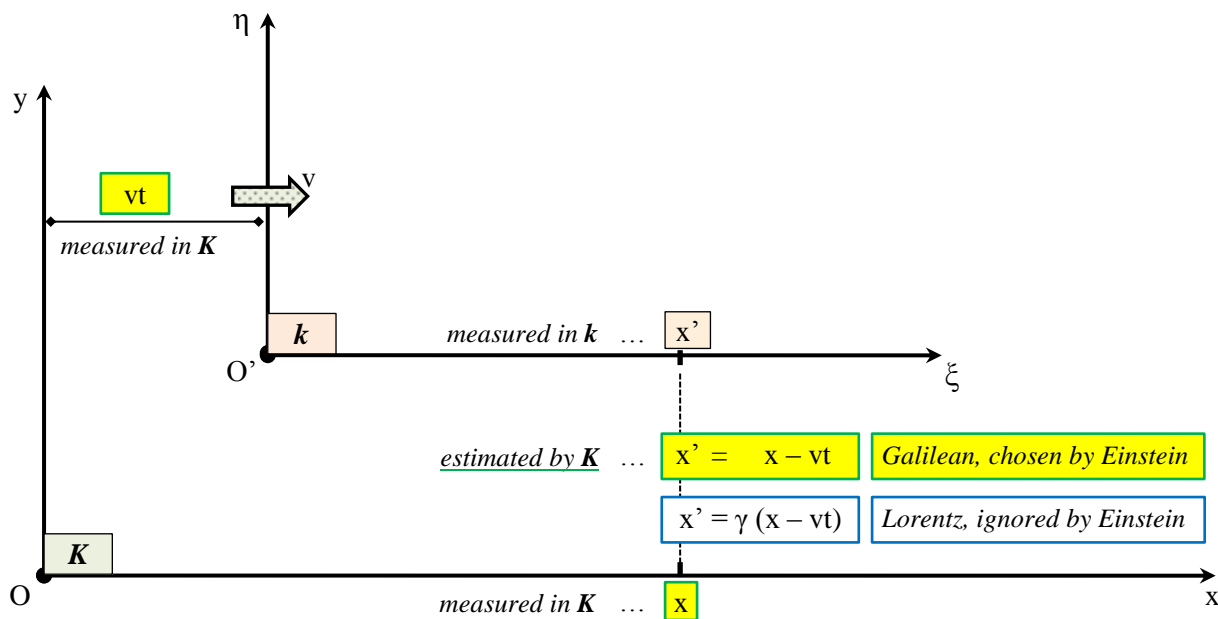 η
y
v
vt
measured in K
k
measured in k … x’
O’
ξ
estimated by K … x’ = x – vt Galilean, chosen by Einstein
x’ = γ (x – vt) Lorentz, ignored by Einstein
K
O
x
measured in K … x